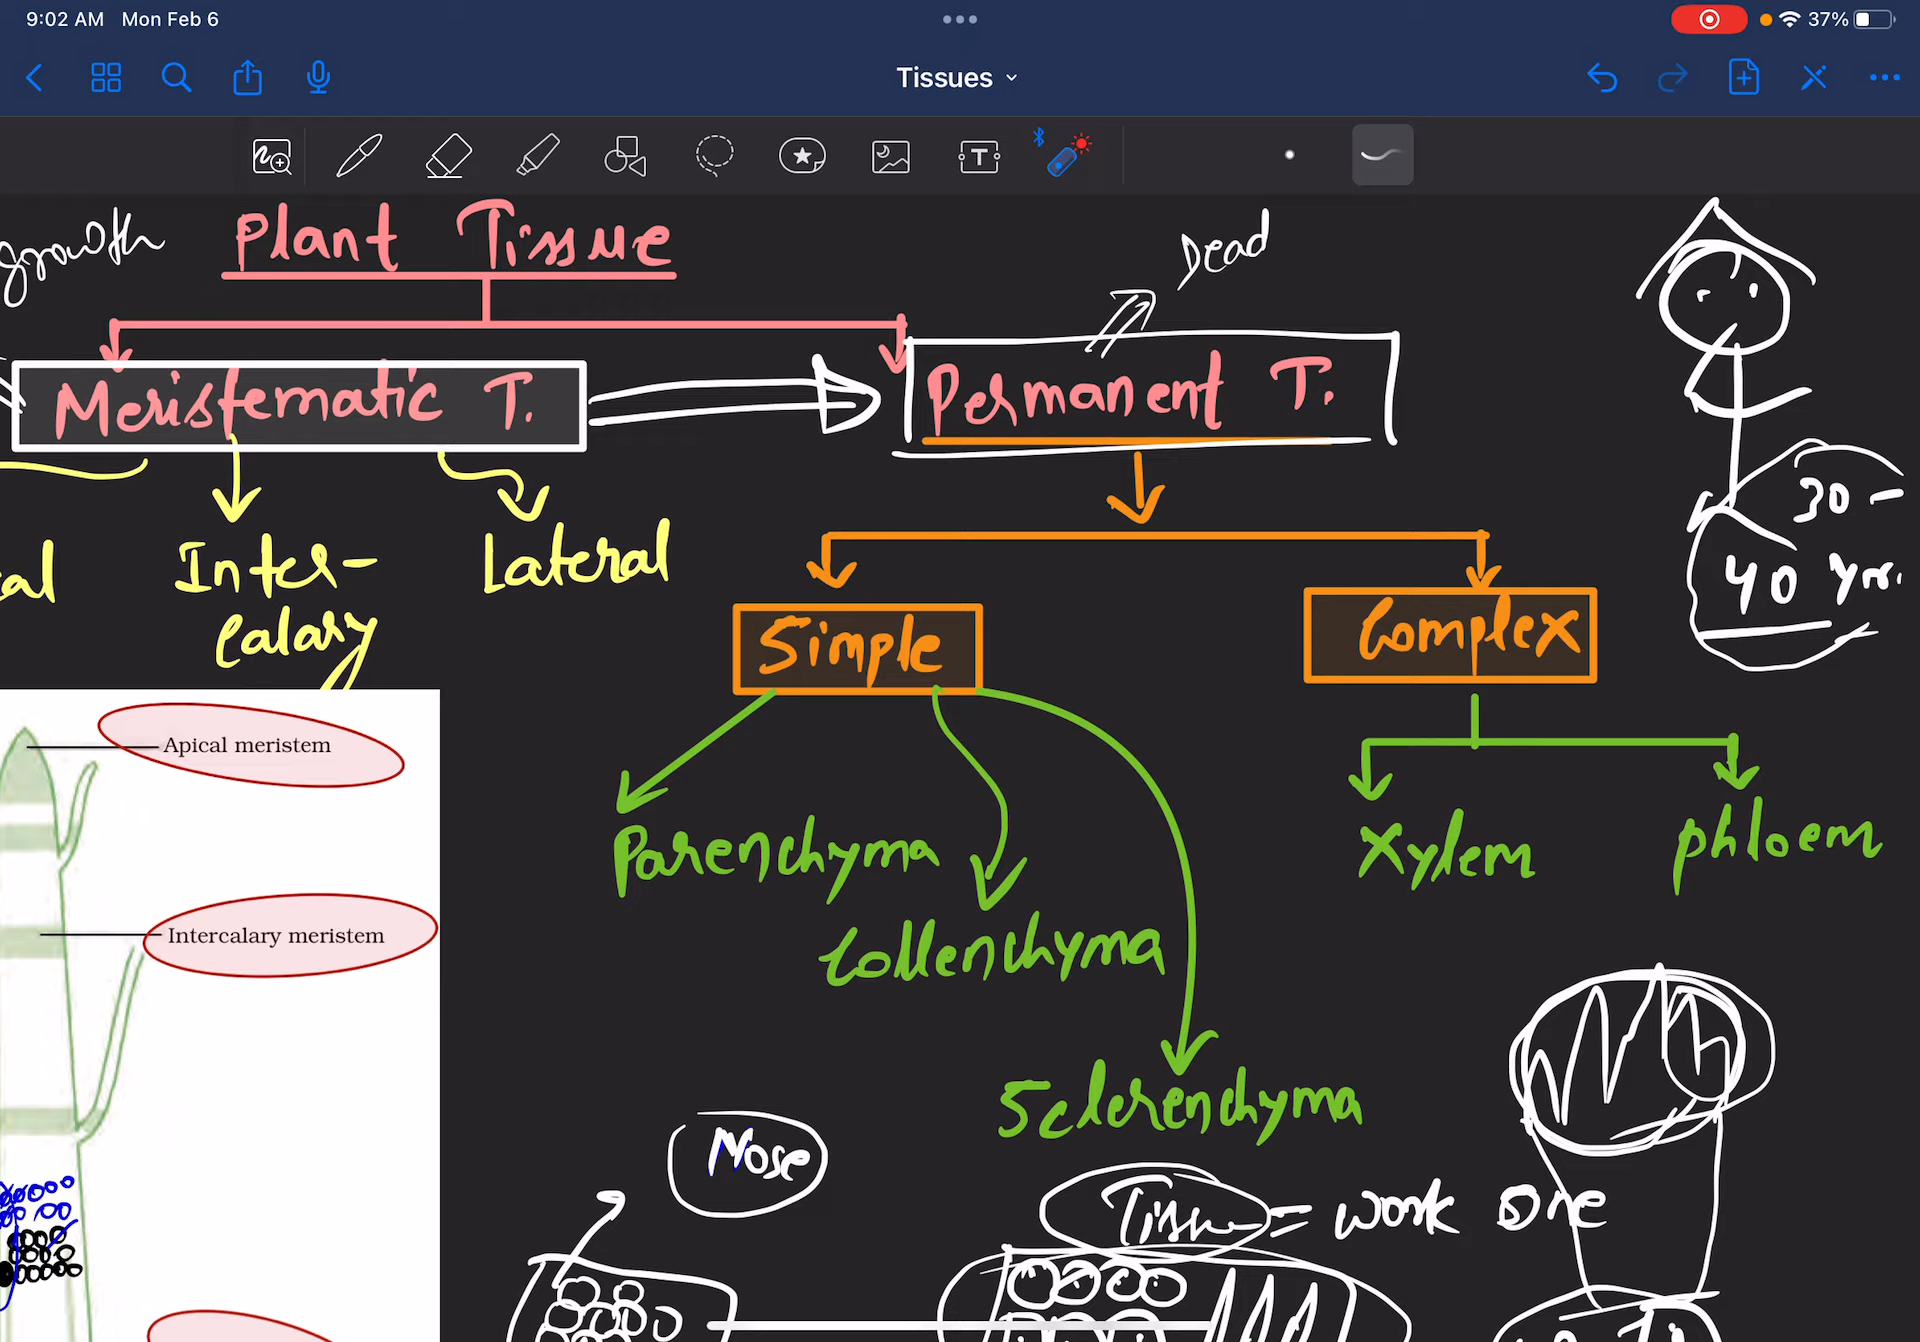 9:02 AM Mon Feb 6
37%
Tissues
T
growth
Plant Tissue
Dead
Meristematic T.
Permanent T.
30 -
40 yrs.
al
Inter-
calary
Lateral
Simple
Complex
Apical meristem
Parenchyma
Xylem
phloem
Intercalary meristem
Collenchyma
Sclerenchyma
Nose
Tissue = work one